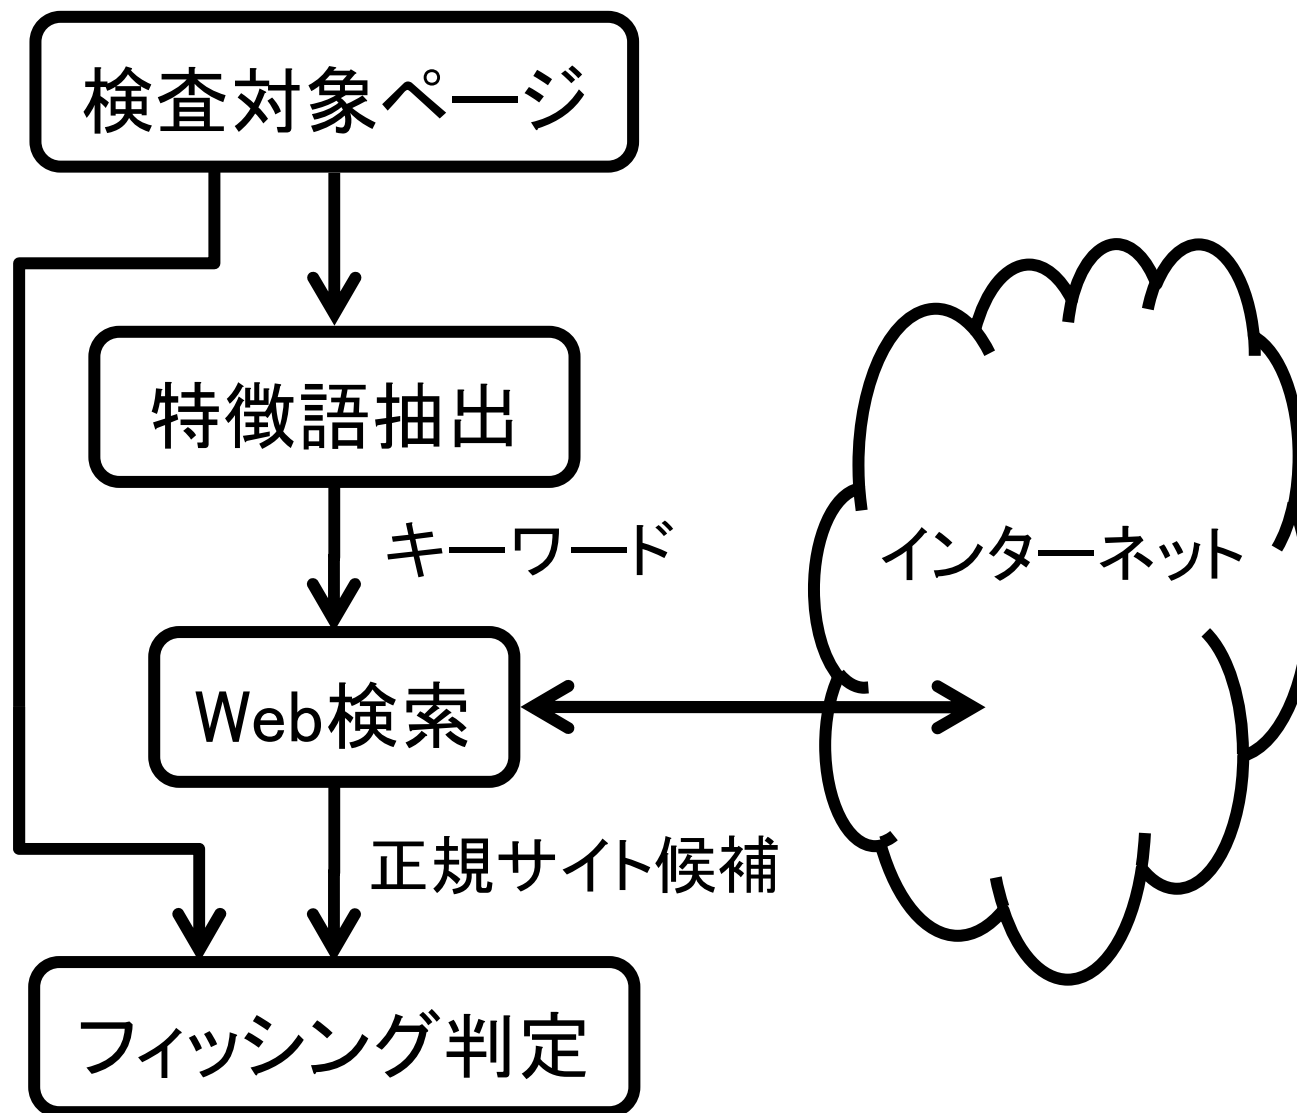 検査対象ページ
特徴語抽出
キーワード
インターネット
Web検索
正規サイト候補
フィッシング判定